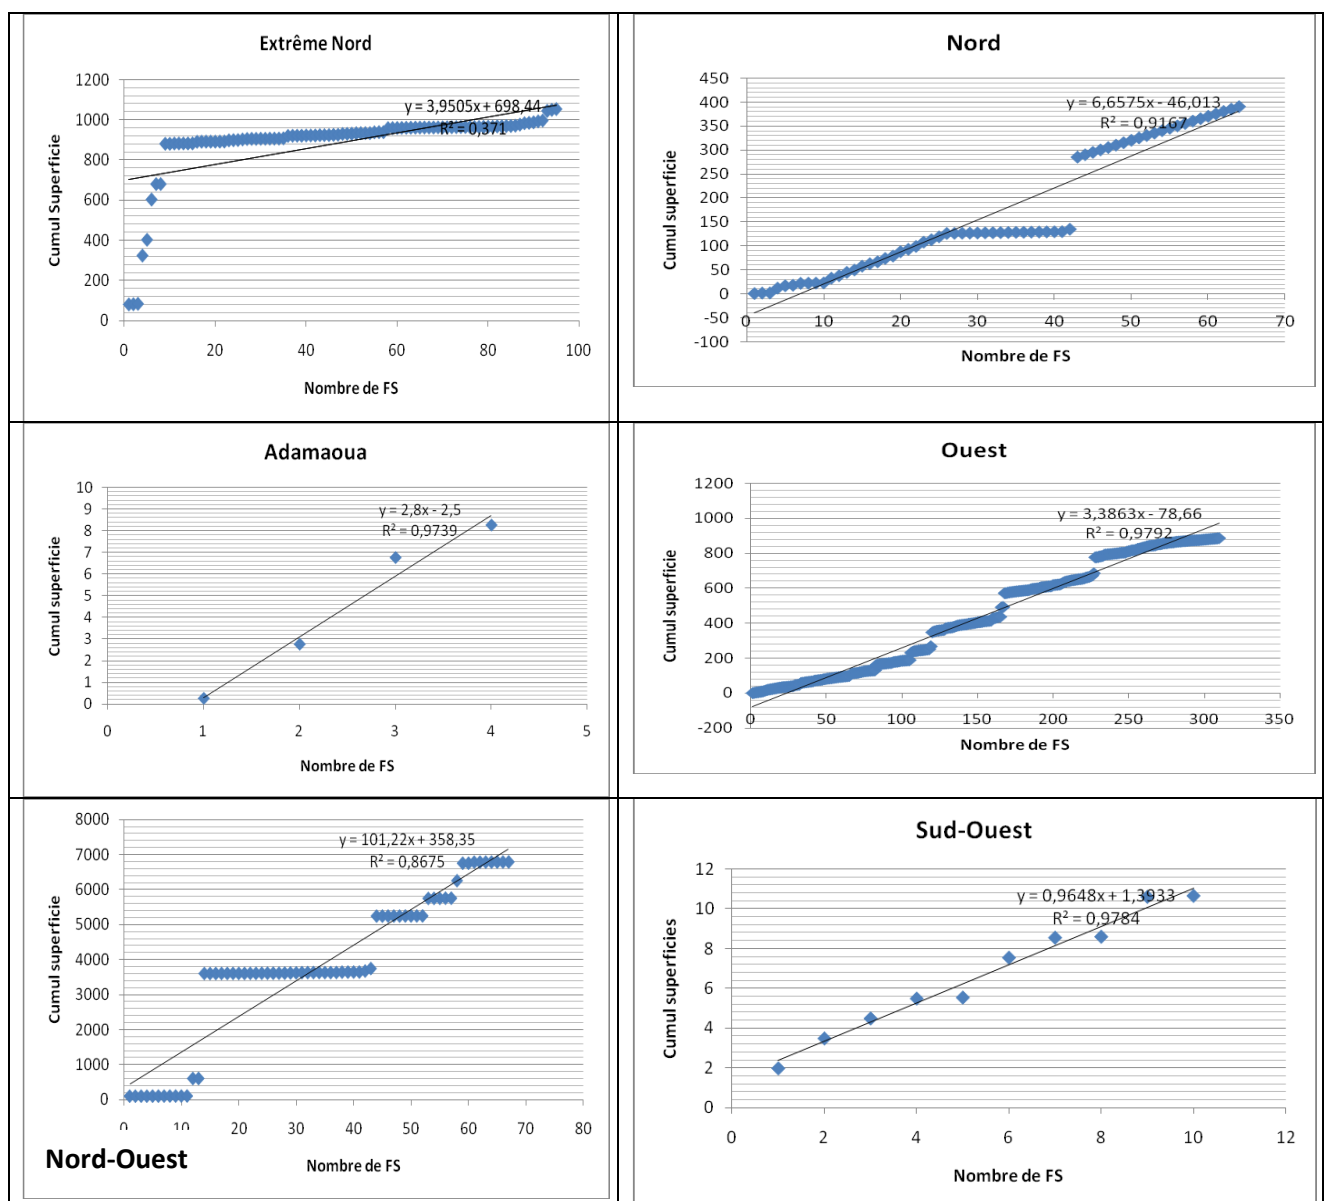 Extrême Nord
1200
1000
800
600
400
200
0
y = 3,9505x + 698,44
R² = 0,371
0 20 40 60 80 100
Cumul Superficie
Nombre de FS
Nord
450
400
350
300
250
200
150
100
50
0
-50
-100
y = 6,6575x - 46,013
R² = 0,9167
0 10 20 30 40 50 60 70
Cumul superficie
Nombre de FS
Adamaoua
10
9
8
7
6
5
4
3
2
1
0
y = 2,8x - 2,5
R² = 0,9739
0 1 2 3 4 5
Cumul superficie
Nombre de FS
Ouest
1200
1000
800
600
400
200
0
-200
y = 3,3863x - 78,66
R² = 0,9792
0 50 100 150 200 250 300 350
Cumul superficie
Nombre de FS
8000
7000
6000
5000
4000
3000
2000
1000
0
y = 101,22x + 358,35
R² = 0,8675
0 10 20 30 40 50 60 70 80
Cumul superficie
Nord-Ouest
Nombre de FS
Sud-Ouest
12
10
8
6
4
2
0
y = 0,9648x + 1,3933
R² = 0,9784
0 2 4 6 8 10 12
Cumul superficies
Nombre de FS